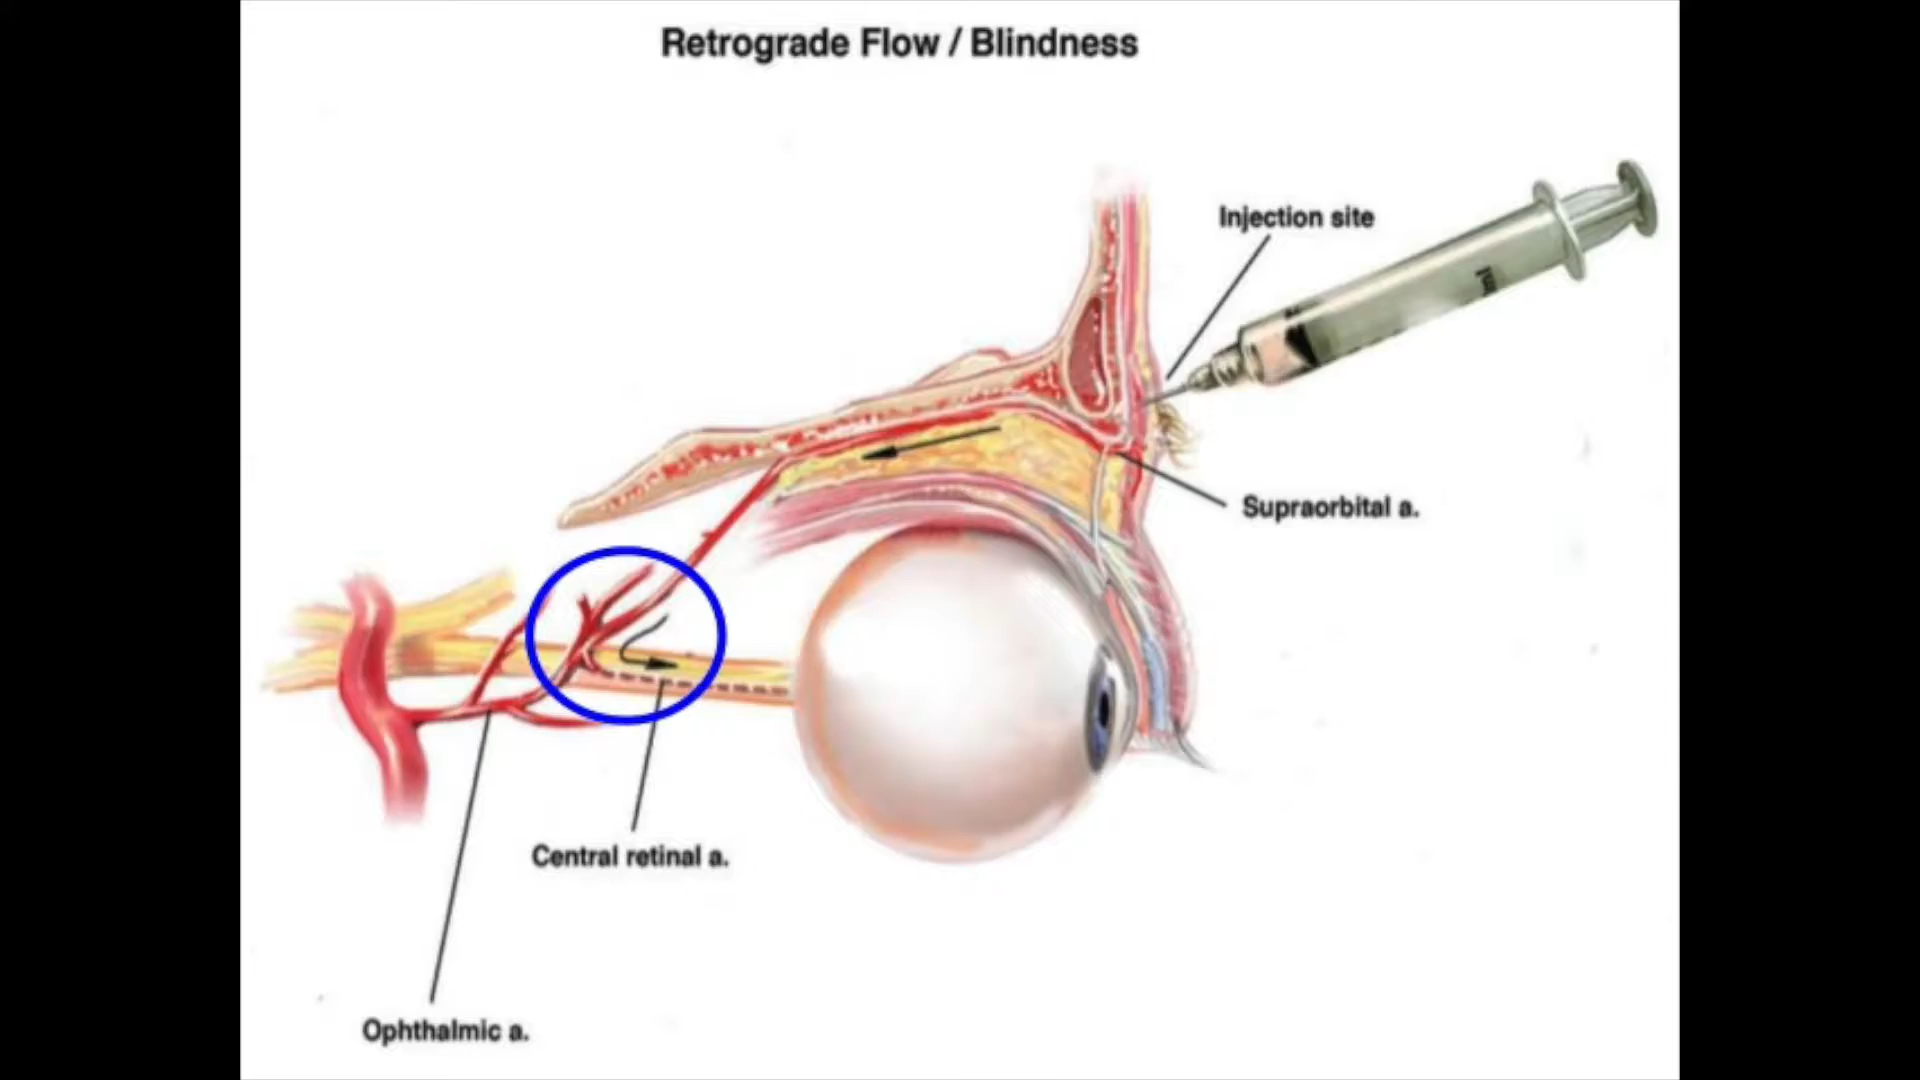 Retrograde Flow / Blindness
Injection site
Supraorbital a.
Central retinal a.
Ophthalmic a.